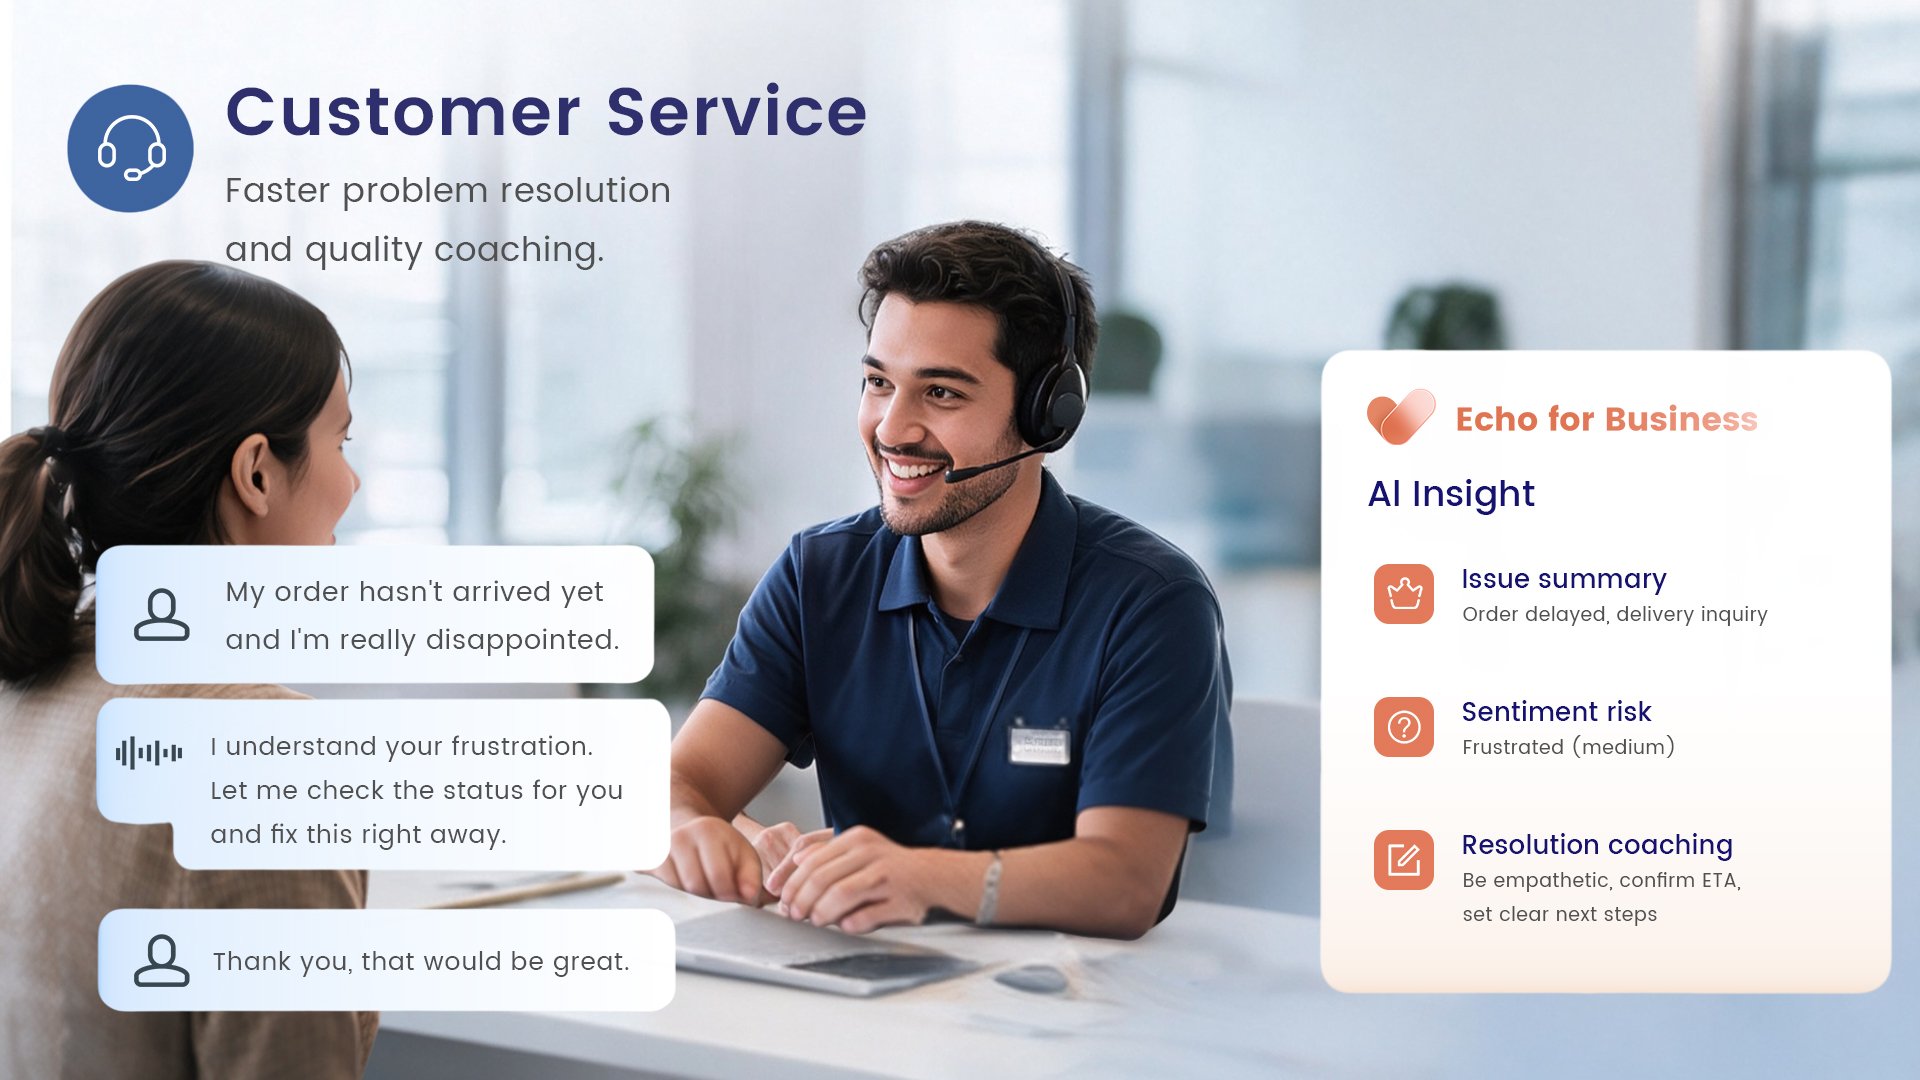 Customer Service
Faster problem resolution
and quality coaching.
My order hasn't arrived yet
and I'm really disappointed.
I understand your frustration.
Let me check the status for you
and fix this right away.
Thank you, that would be great.
Echo for Business
AI Insight
Issue summary
Order delayed, delivery inquiry
Sentiment risk
Frustrated (medium)
Resolution coaching
Be empathetic, confirm ETA,
set clear next steps